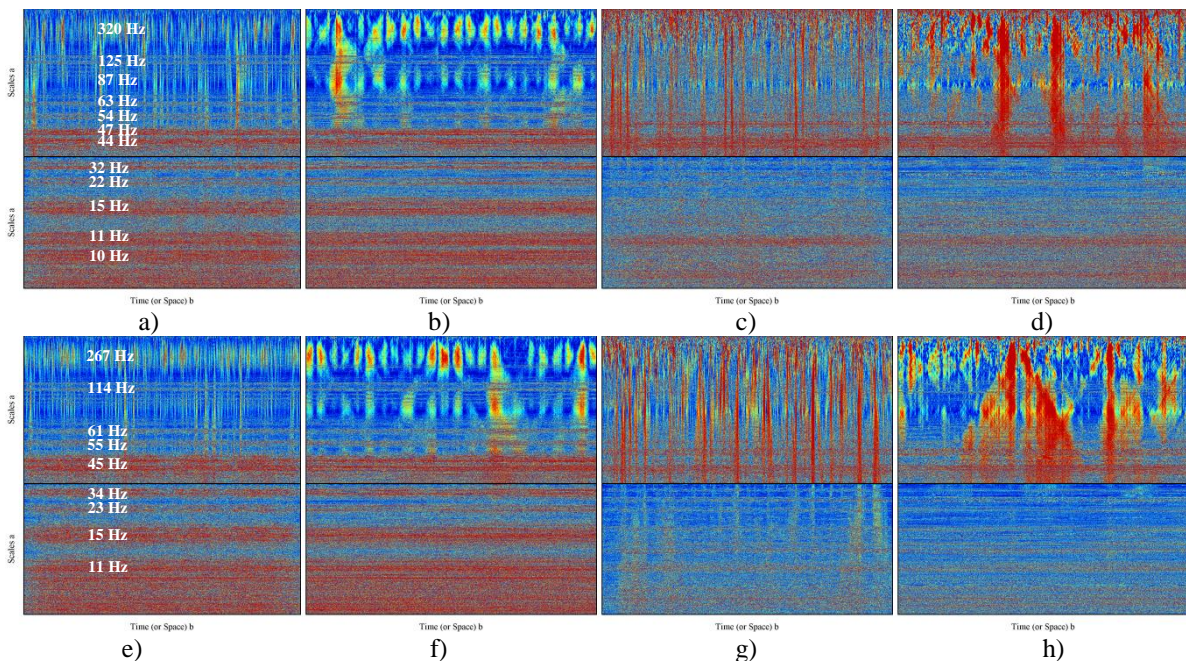 320 Hz
125 Hz
87 Hz
63 Hz
54 Hz
47 Hz
44 Hz
Scales a
32 Hz
22 Hz
15 Hz
11 Hz
10 Hz
Scales a
Time (or Space) b
Time (or Space) b
Time (or Space) b
Time (or Space) b
a)
b)
c)
d)
267 Hz
114 Hz
61 Hz
55 Hz
45 Hz
Scales a
34 Hz
23 Hz
15 Hz
11 Hz
Scales a
Time (or Space) b
Time (or Space) b
Time (or Space) b
Time (or Space) b
e)
f)
g)
h)